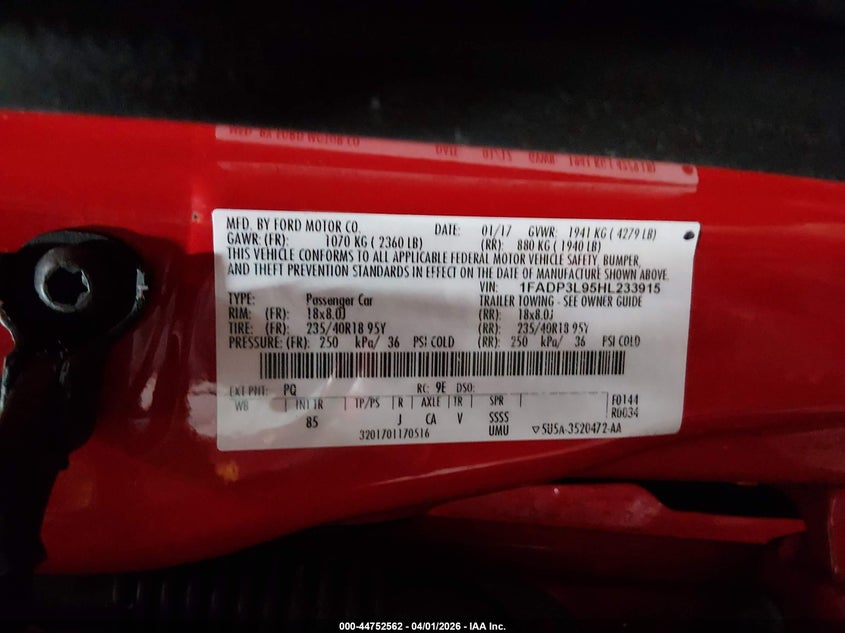 MFD. BY FORD MOTOR CO. DATE: 01/17 GVWR: 1941 KG ( 4279 LB)
GAWR: (FR): 1070 KG ( 2360 LB) (RR): 880 KG ( 1940 LB)
THIS VEHICLE CONFORMS TO ALL APPLICABLE FEDERAL MOTOR VEHICLE SAFETY, BUMPER,
AND THEFT PREVENTION STANDARDS IN EFFECT ON THE DATE OF MANUFACTURE SHOWN ABOVE.
VIN: 1FADP3L95HL233915
TYPE: Passenger Car TRAILER TOWING - SEE OWNER GUIDE
RIM: (FR): 18x8.0J (RR): 18x8.0J
TIRE: (FR): 235/40R18 95Y (RR): 235/40R18 95Y
PRESSURE: (FR): 250 kPa/ 36 PSI COLD (RR): 250 kPa/ 36 PSI COLD
EXT PNT: PQ RC: 9E DSO:
WB INT TR TP/PS R AXLE TR SPR F0144
85 J CA V SSSS R0034
3201701170516 UMU 5U5A-3520472-AA
000-44752562 - 04/01/2026 - IAA Inc.